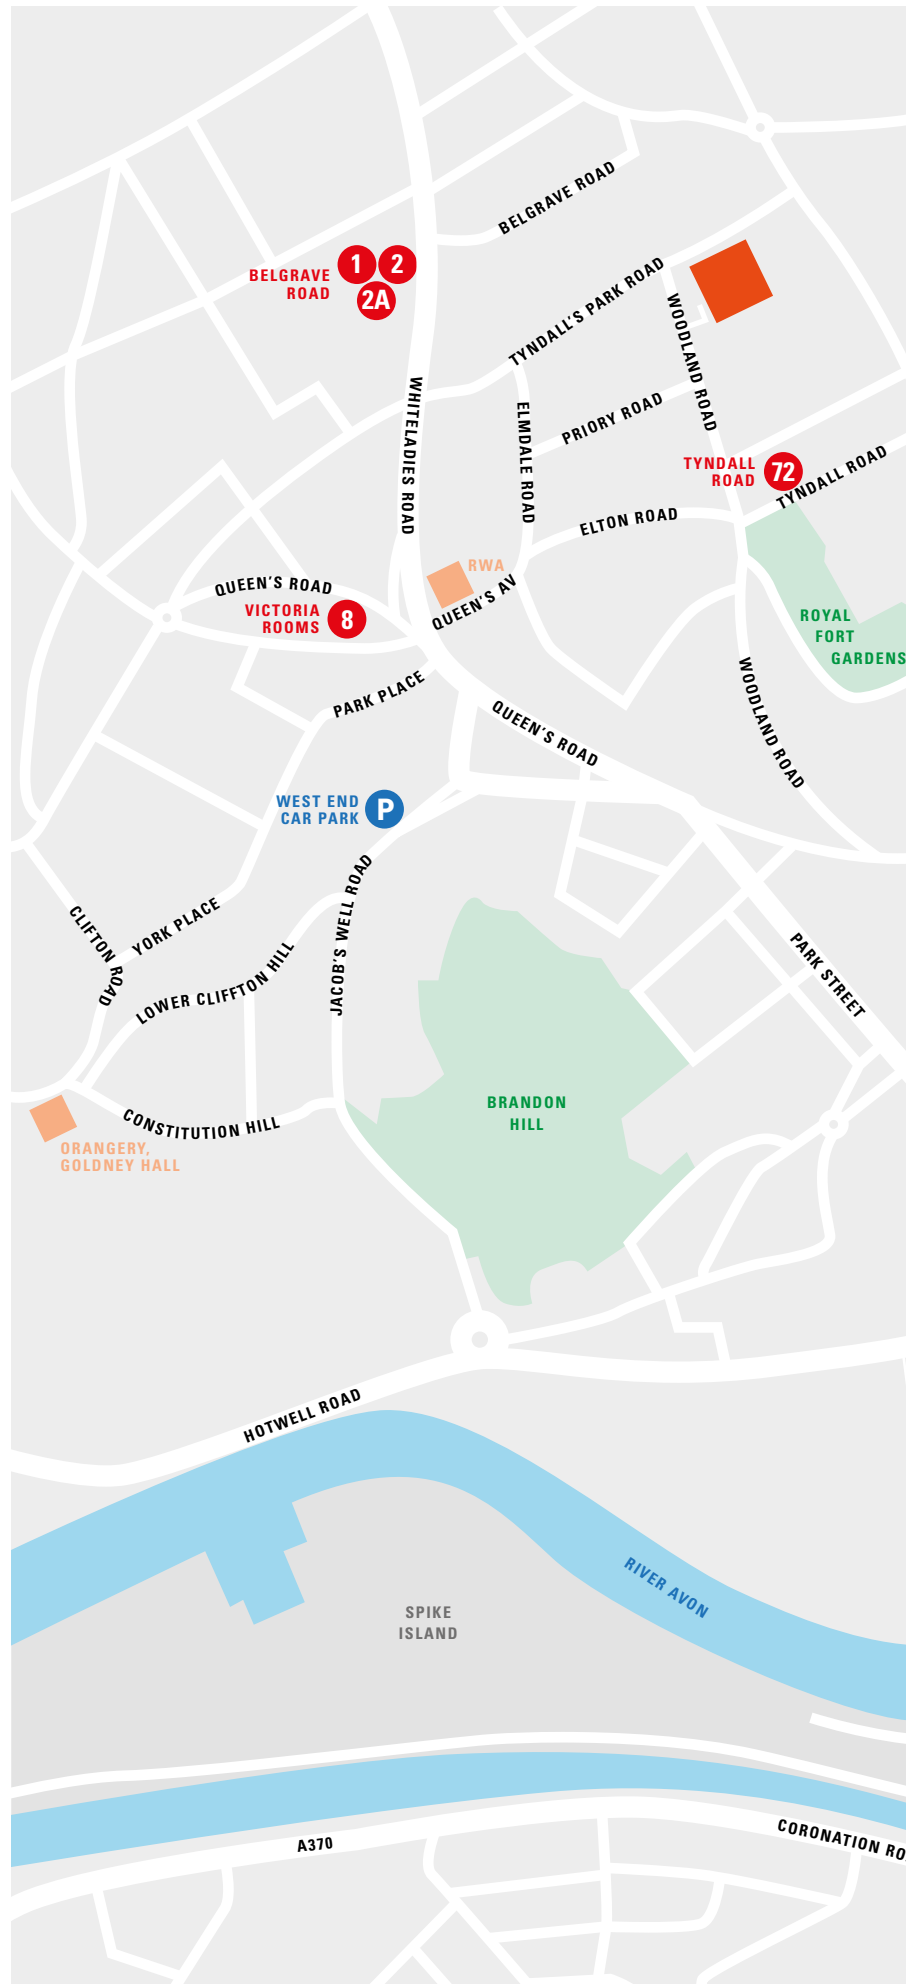 BELGRAVE ROAD
BELGRAVE
ROAD
1
2
2A
TYNDALL'S PARK ROAD
WOODLAND ROAD
WHITELADIES ROAD
ELMDALE ROAD
PRIORY ROAD
TYNDALL
ROAD
72
TYNDALL ROAD
ELTON ROAD
RWA
QUEEN'S AV
QUEEN'S ROAD
VICTORIA
ROOMS
8
ROYAL
FORT
GARDENS
PARK PLACE
QUEEN'S ROAD
WOODLAND ROAD
WEST END
CAR PARK
P
JACOB'S WELL ROAD
CLIFTON ROAD
YORK PLACE
LOWER CLIFFTON HILL
PARK STREET
BRANDON
HILL
CONSTITUTION HILL
ORANGERY,
GOLDNEY HALL
HOTWELL ROAD
RIVER AVON
SPIKE
ISLAND
A370
CORONATION RO